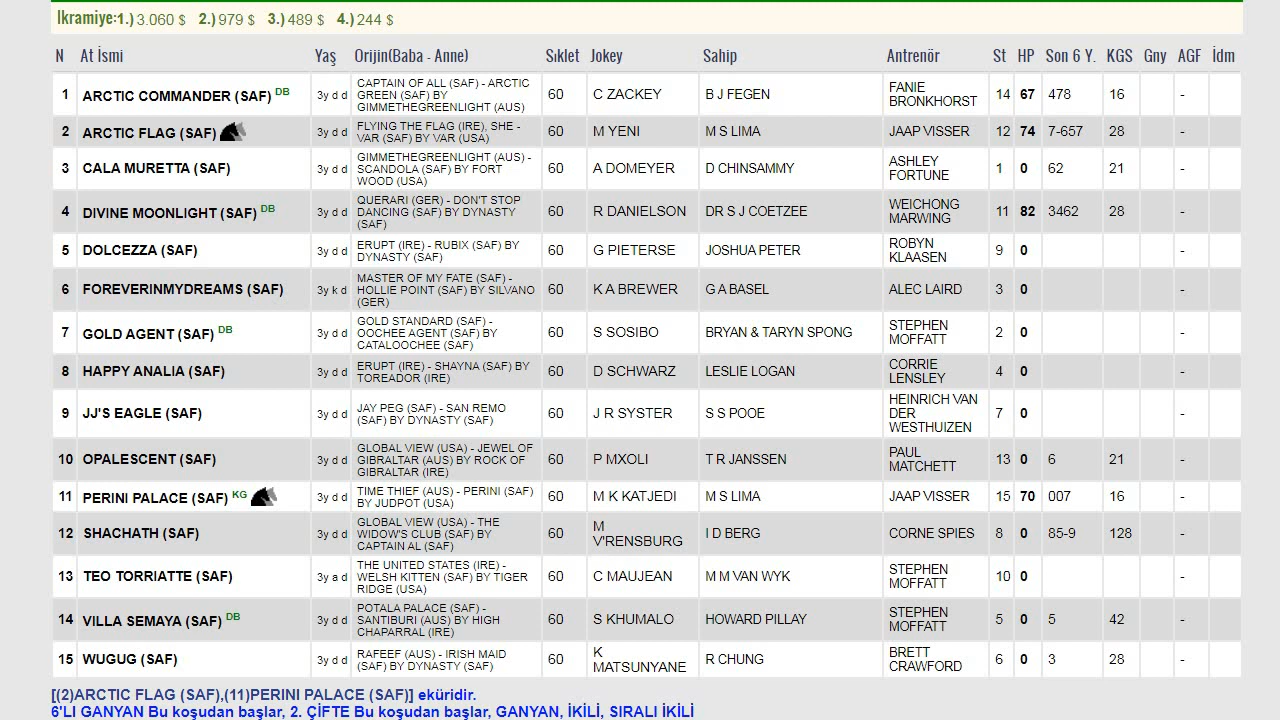 İkramiye:1.) 3.060 $ 2.) 979 $ 3.) 489 $ 4.) 244 $
N At İsmi Yaş Orijin(Baba - Anne) Sıklet Jokey Sahip Antrenör St HP Son 6 Y. KGS Gny AGF İdm
1 ARCTIC COMMANDER (SAF) DB 3y d d CAPTAIN OF ALL (SAF) - ARCTIC GREEN (SAF) BY GIMMETHEGREENLIGHT (AUS) 60 C ZACKEY B J FEGEN FANIE BRONKHORST 14 67 478 16 -
2 ARCTIC FLAG (SAF) 3y d d FLYING THE FLAG (IRE), SHE - VAR (SAF) BY VAR (USA) 60 M YENI M S LIMA JAAP VISSER 12 74 7-657 28 -
3 CALA MURETTA (SAF) 3y d d GIMMETHEGREENLIGHT (AUS) - SCANDOLA (SAF) BY FORT WOOD (USA) 60 A DOMEYER D CHINSAMMY ASHLEY FORTUNE 1 0 62 21 -
4 DIVINE MOONLIGHT (SAF) DB 3y d d QUERARI (GER) - DON'T STOP DANCING (SAF) BY DYNASTY (SAF) 60 R DANIELSON DR S J COETZEE WEICHONG MARWING 11 82 3462 28 -
5 DOLCEZZA (SAF) 3y d d ERUPT (IRE) - RUBIX (SAF) BY DYNASTY (SAF) 60 G PIETERSE JOSHUA PETER ROBYN KLAASEN 9 0 -
6 FOREVERINMYDREAMS (SAF) 3y k d MASTER OF MY FATE (SAF) - HOLLIE POINT (SAF) BY SILVANO (GER) 60 K A BREWER G A BASEL ALEC LAIRD 3 0 -
7 GOLD AGENT (SAF) DB 3y d d GOLD STANDARD (SAF) - OOCHEE AGENT (SAF) BY CATALOOCHEE (SAF) 60 S SOSIBO BRYAN & TARYN SPONG STEPHEN MOFFATT 2 0 -
8 HAPPY ANALIA (SAF) 3y d d ERUPT (IRE) - SHAYNA (SAF) BY TOREADOR (IRE) 60 D SCHWARZ LESLIE LOGAN CORRIE LENSLEY 4 0 -
9 JJ'S EAGLE (SAF) 3y d d JAY PEG (SAF) - SAN REMO (SAF) BY DYNASTY (SAF) 60 J R SYSTER S S POOE HEINRICH VAN DER WESTHUIZEN 7 0 -
10 OPALESCENT (SAF) 3y d d GLOBAL VIEW (USA) - JEWEL OF GIBRALTAR (AUS) BY ROCK OF GIBRALTAR (IRE) 60 P MXOLI T R JANSSEN PAUL MATCHETT 13 0 6 21 -
11 PERINI PALACE (SAF) KG 3y d d TIME THIEF (AUS) - PERINI (SAF) BY JUDPOT (USA) 60 M K KATJEDI M S LIMA JAAP VISSER 15 70 007 16 -
12 SHACHATH (SAF) 3y d d GLOBAL VIEW (USA) - THE WIDOW'S CLUB (SAF) BY CAPTAIN AL (SAF) 60 M V'RENSBURG I D BERG CORNE SPIES 8 0 85-9 128 -
13 TEO TORRIATTE (SAF) 3y a d THE UNITED STATES (IRE) - WELSH KITTEN (SAF) BY TIGER RIDGE (USA) 60 C MAUJEAN M M VAN WYK STEPHEN MOFFATT 10 0 -
14 VILLA SEMAYA (SAF) DB 3y d d POTALA PALACE (SAF) - SANTIBURI (AUS) BY HIGH CHAPARRAL (IRE) 60 S KHUMALO HOWARD PILLAY STEPHEN MOFFATT 5 0 5 42 -
15 WUGUG (SAF) 3y d d RAFEEF (AUS) - IRISH MAID (SAF) BY DYNASTY (SAF) 60 K MATSUNYANE R CHUNG BRETT CRAWFORD 6 0 3 28 -
[(2)ARCTIC FLAG (SAF),(11)PERINI PALACE (SAF)] eküridir.
6'LI GANYAN Bu koşudan başlar, 2. ÇİFTE Bu koşudan başlar, GANYAN, İKİLİ, SIRALI İKİLİ